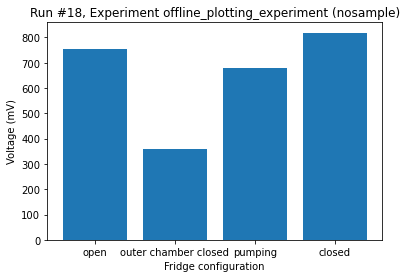 Run #18, Experiment offline_plotting_experiment (nosample)
800
700
600
500
400
300
200
100
0
Voltage (mV)
open outer chamber closed pumping closed
Fridge configuration